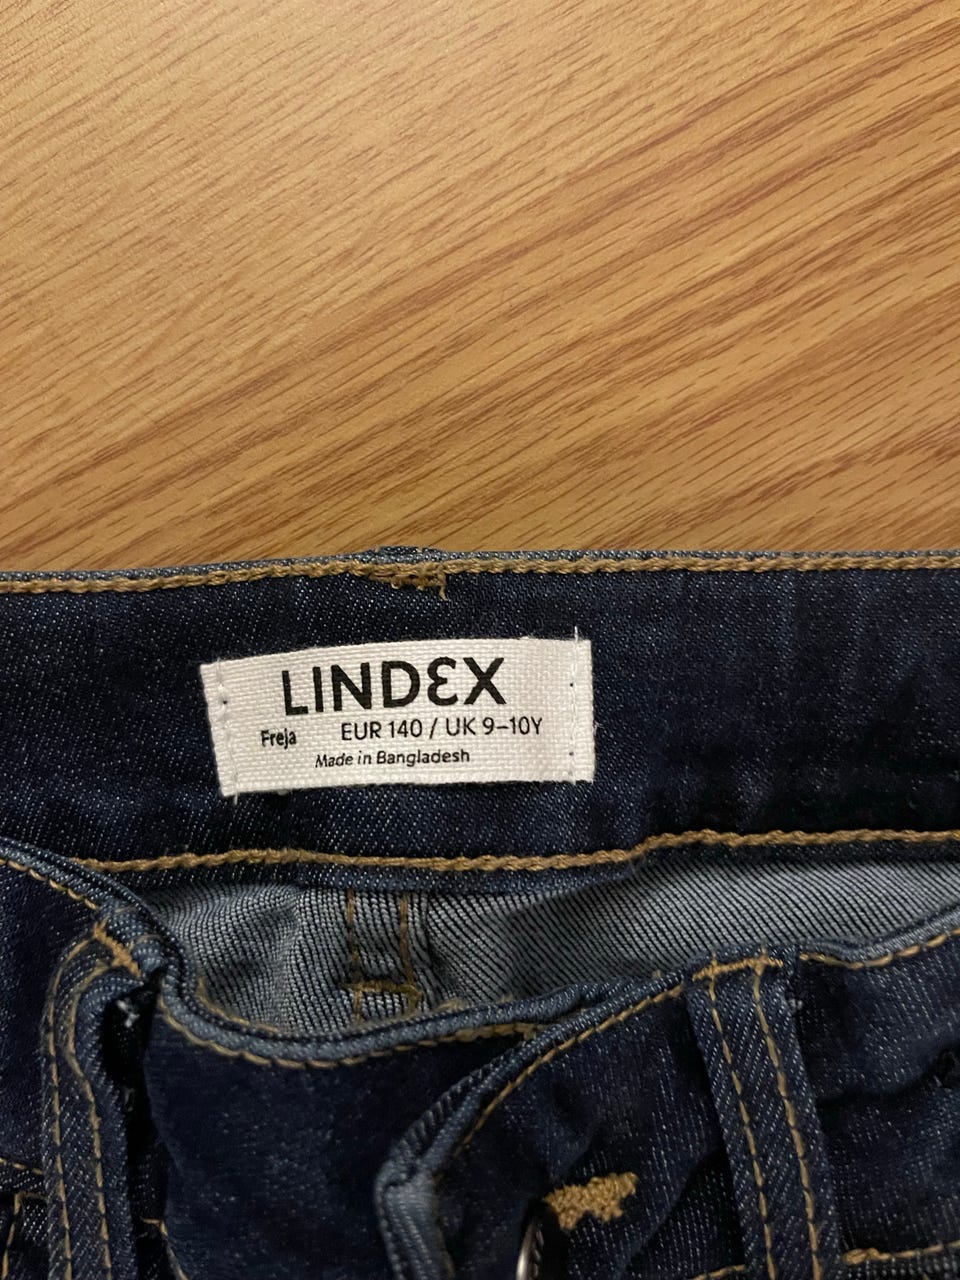 LINDEX
Freja EUR 140 / UK 9-10Y
Made in Bangladesh